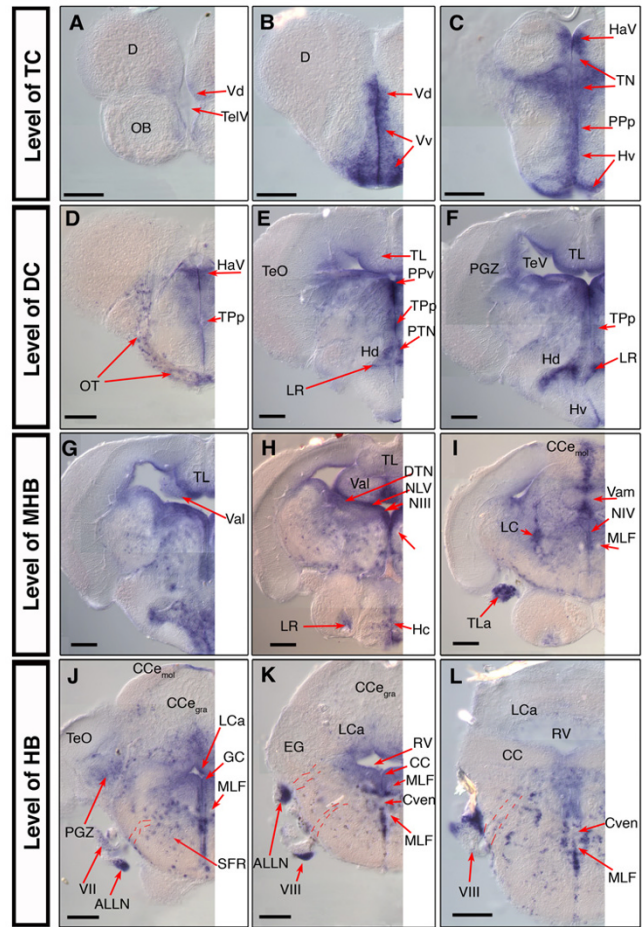 Level of TC
A
D
OB
Vd
TelV
B
D
Vd
Vv
C
HaV
TN
PPp
Hv
Level of DC
D
HaV
TPp
OT
E
TeO
TL
PPv
TPp
PTN
Hd
LR
F
PGZ
TeV
TL
TPp
Hd
LR
Hv
Level of MHB
G
TL
Val
H
TL
DTN
Val
NLV
NIII
LR
Hc
I
CCemol
Vam
LC
NIV
MLF
TLa
Level of HB
J
CCemol
CCegra
TeO
LCa
GC
MLF
PGZ
VII
ALLN
SFR
K
CCegra
LCa
EG
RV
CC
MLF
Cven
MLF
ALLN
VIII
L
LCa
RV
CC
Cven
MLF
VIII